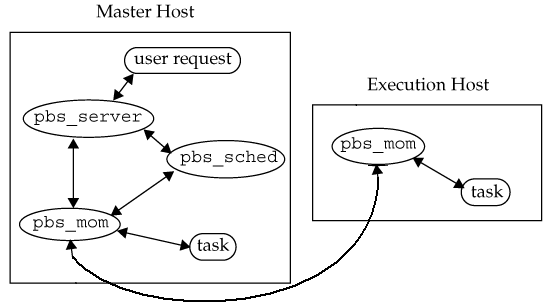 Master Host
user request
pbs_server
pbs_sched
pbs_mom
task
Execution Host
pbs_mom
task